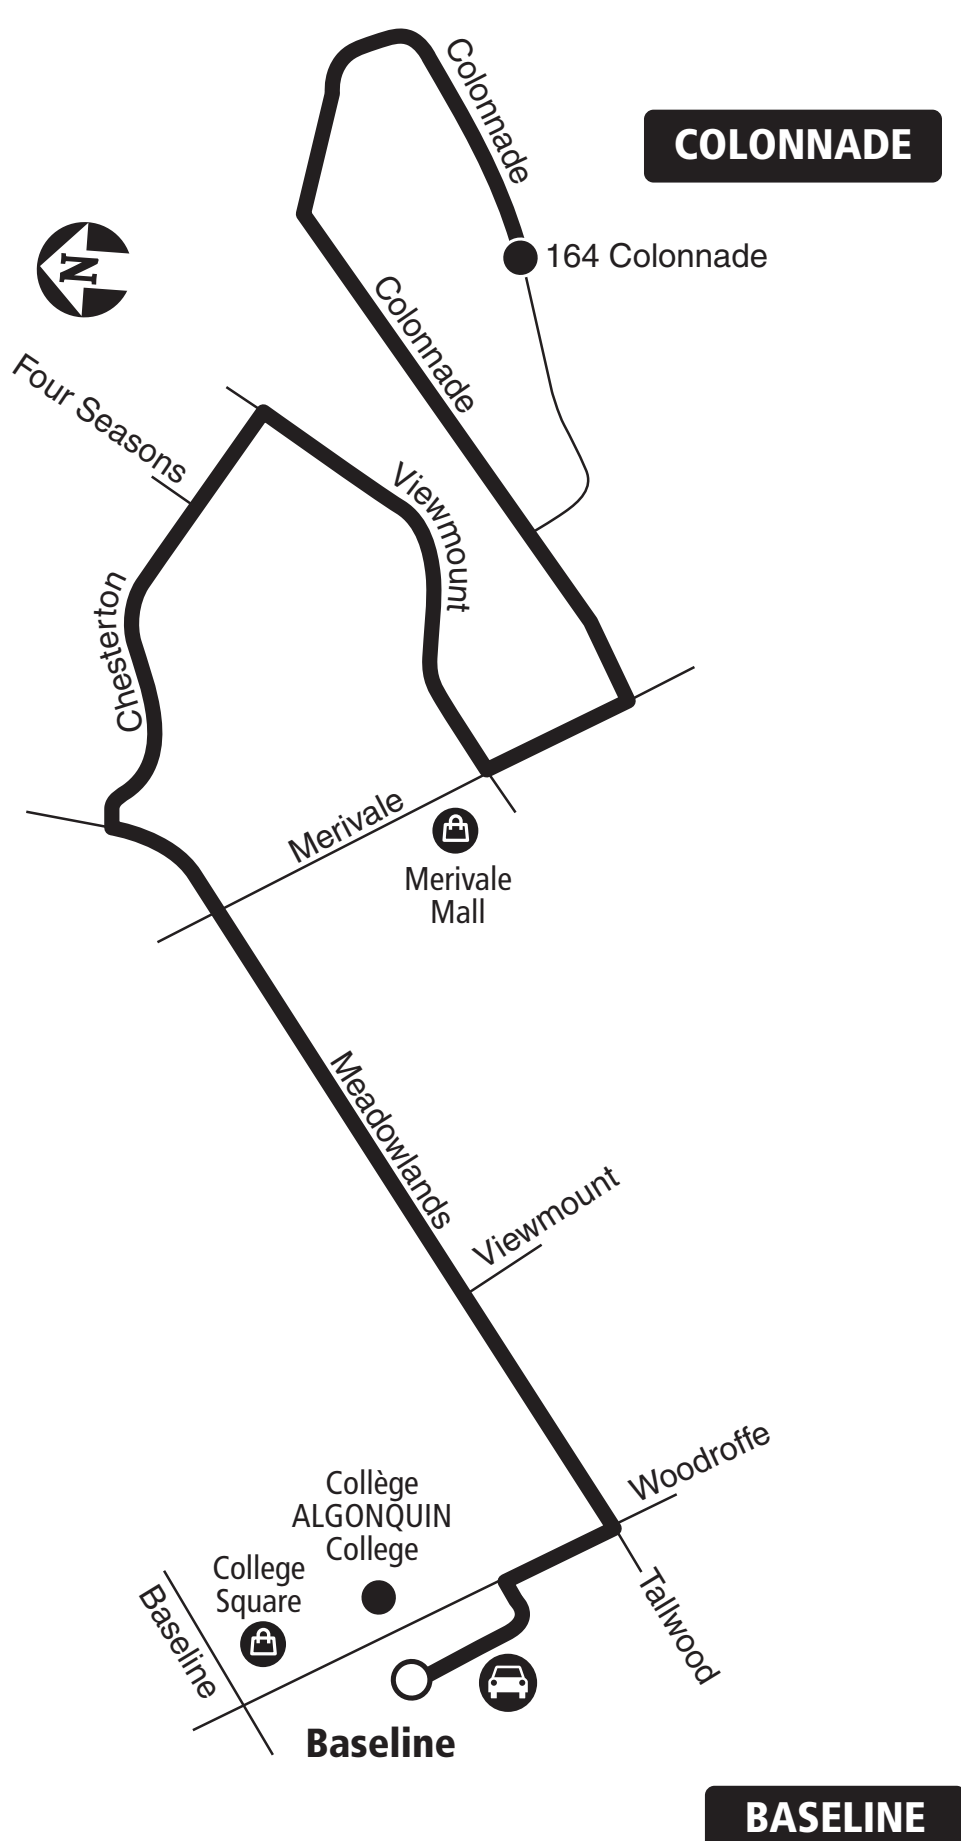 Colonnade
COLONNADE
N
164 Colonnade
Colonnade
Four Seasons
Viewmount
Chesterton
Merivale
Merivale
Mall
Meadowlands
Viewmount
Woodroffe
Collège
ALGONQUIN
College
College
Square
Baseline
Tallwood
Baseline
BASELINE